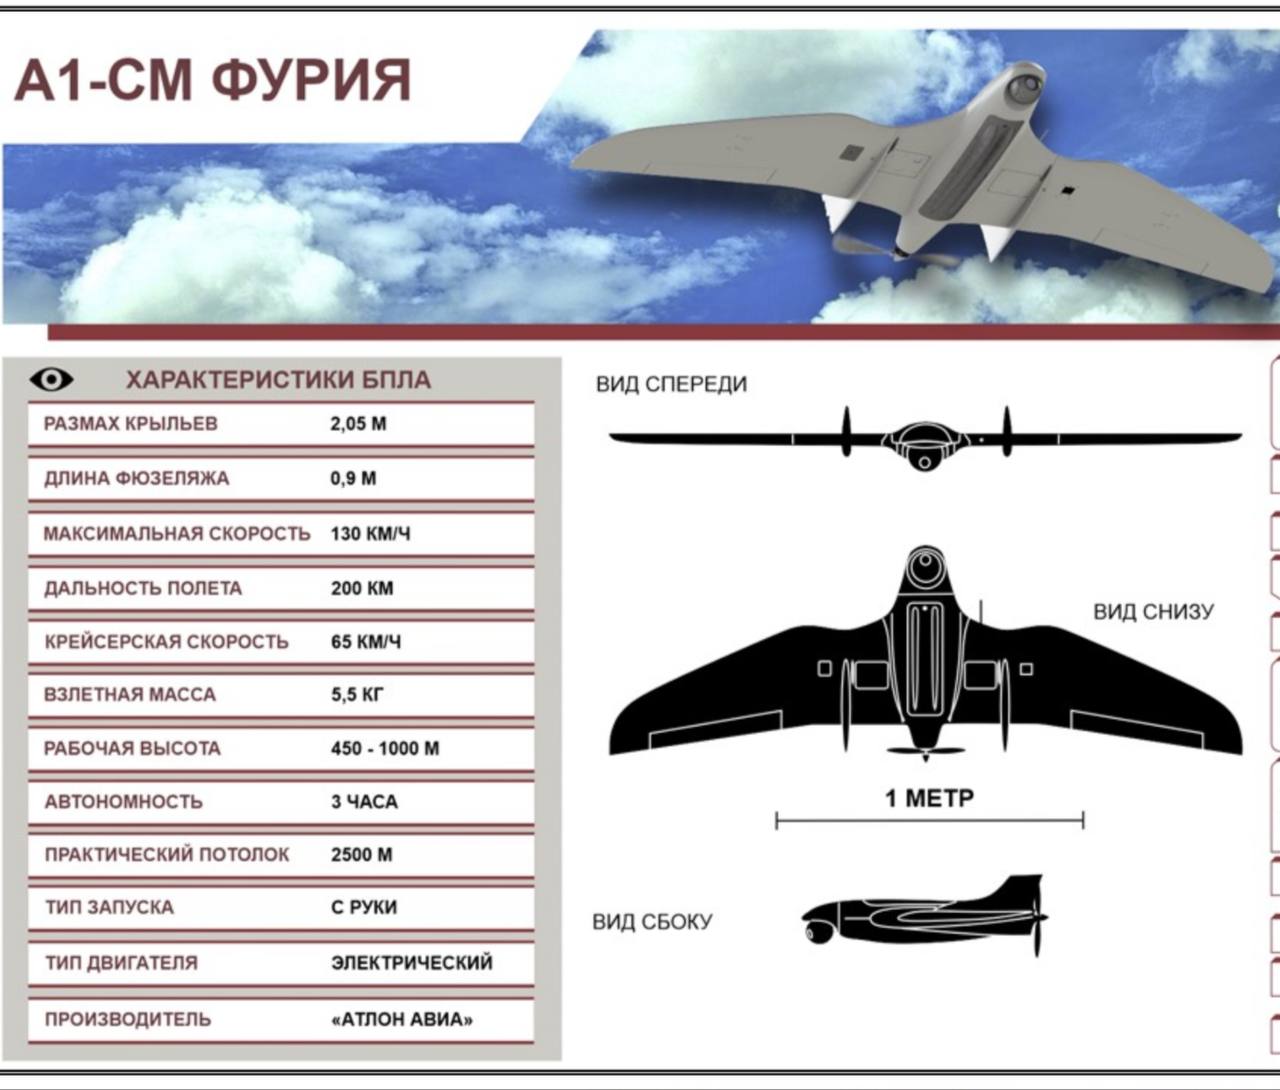 А1-СМ ФУРИЯ
ХАРАКТЕРИСТИКИ БПЛА
РАЗМАХ КРЫЛЬЕВ 2,05 М
ДЛИНА ФЮЗЕЛЯЖА 0,9 М
МАКСИМАЛЬНАЯ СКОРОСТЬ 130 КМ/Ч
ДАЛЬНОСТЬ ПОЛЕТА 200 КМ
КРЕЙСЕРСКАЯ СКОРОСТЬ 65 КМ/Ч
ВЗЛЕТНАЯ МАССА 5,5 КГ
РАБОЧАЯ ВЫСОТА 450 - 1000 М
АВТОНОМНОСТЬ 3 ЧАСА
ПРАКТИЧЕСКИЙ ПОТОЛОК 2500 М
ТИП ЗАПУСКА С РУКИ
ТИП ДВИГАТЕЛЯ ЭЛЕКТРИЧЕСКИЙ
ПРОИЗВОДИТЕЛЬ «АТЛОН АВИА»
ВИД СПЕРЕДИ
ВИД СНИЗУ
1 МЕТР
ВИД СБОКУ